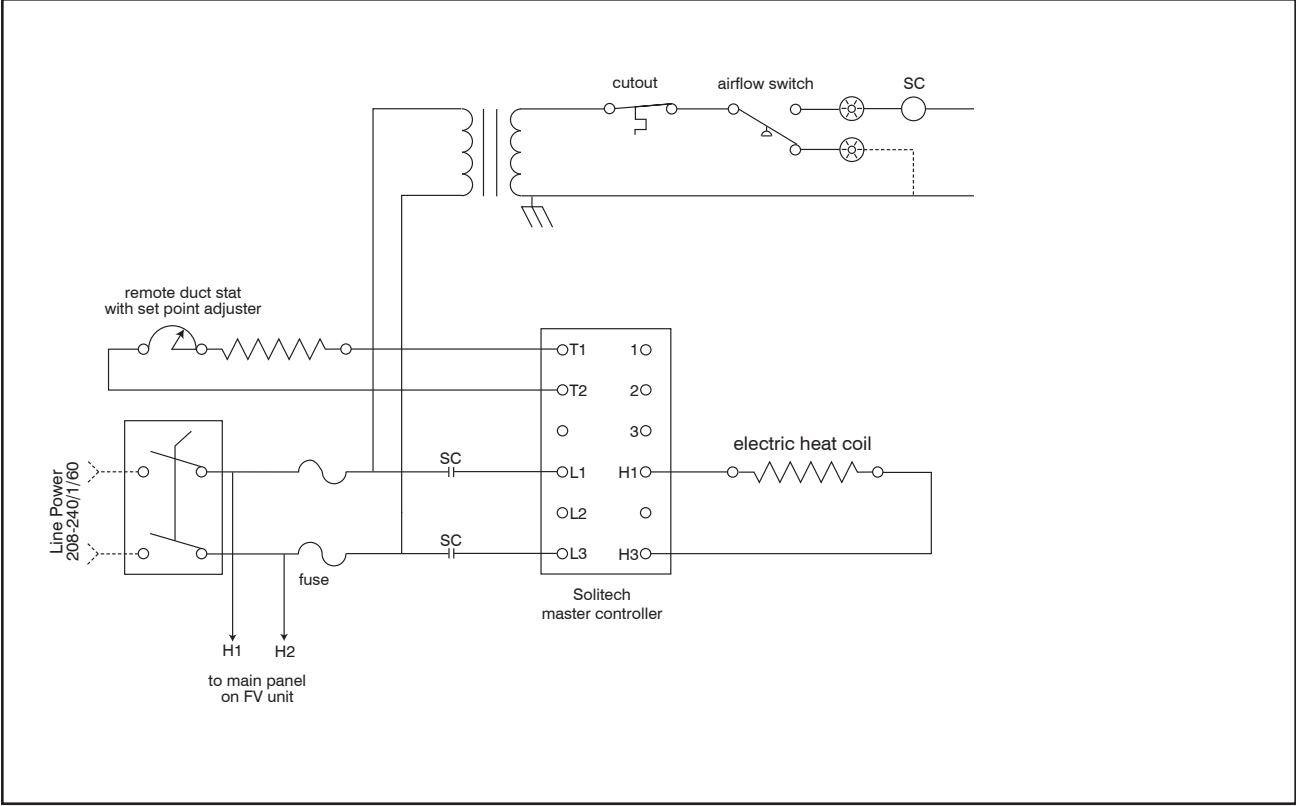 cutout
airflow switch
SC
remote duct stat
with set point adjuster
T1
1
T2
2
3
electric heat coil
Line Power
208-240/1/60
SC
L1
H1
L2
SC
L3
H3
fuse
Solitech
master controller
H1
H2
to main panel
on FV unit